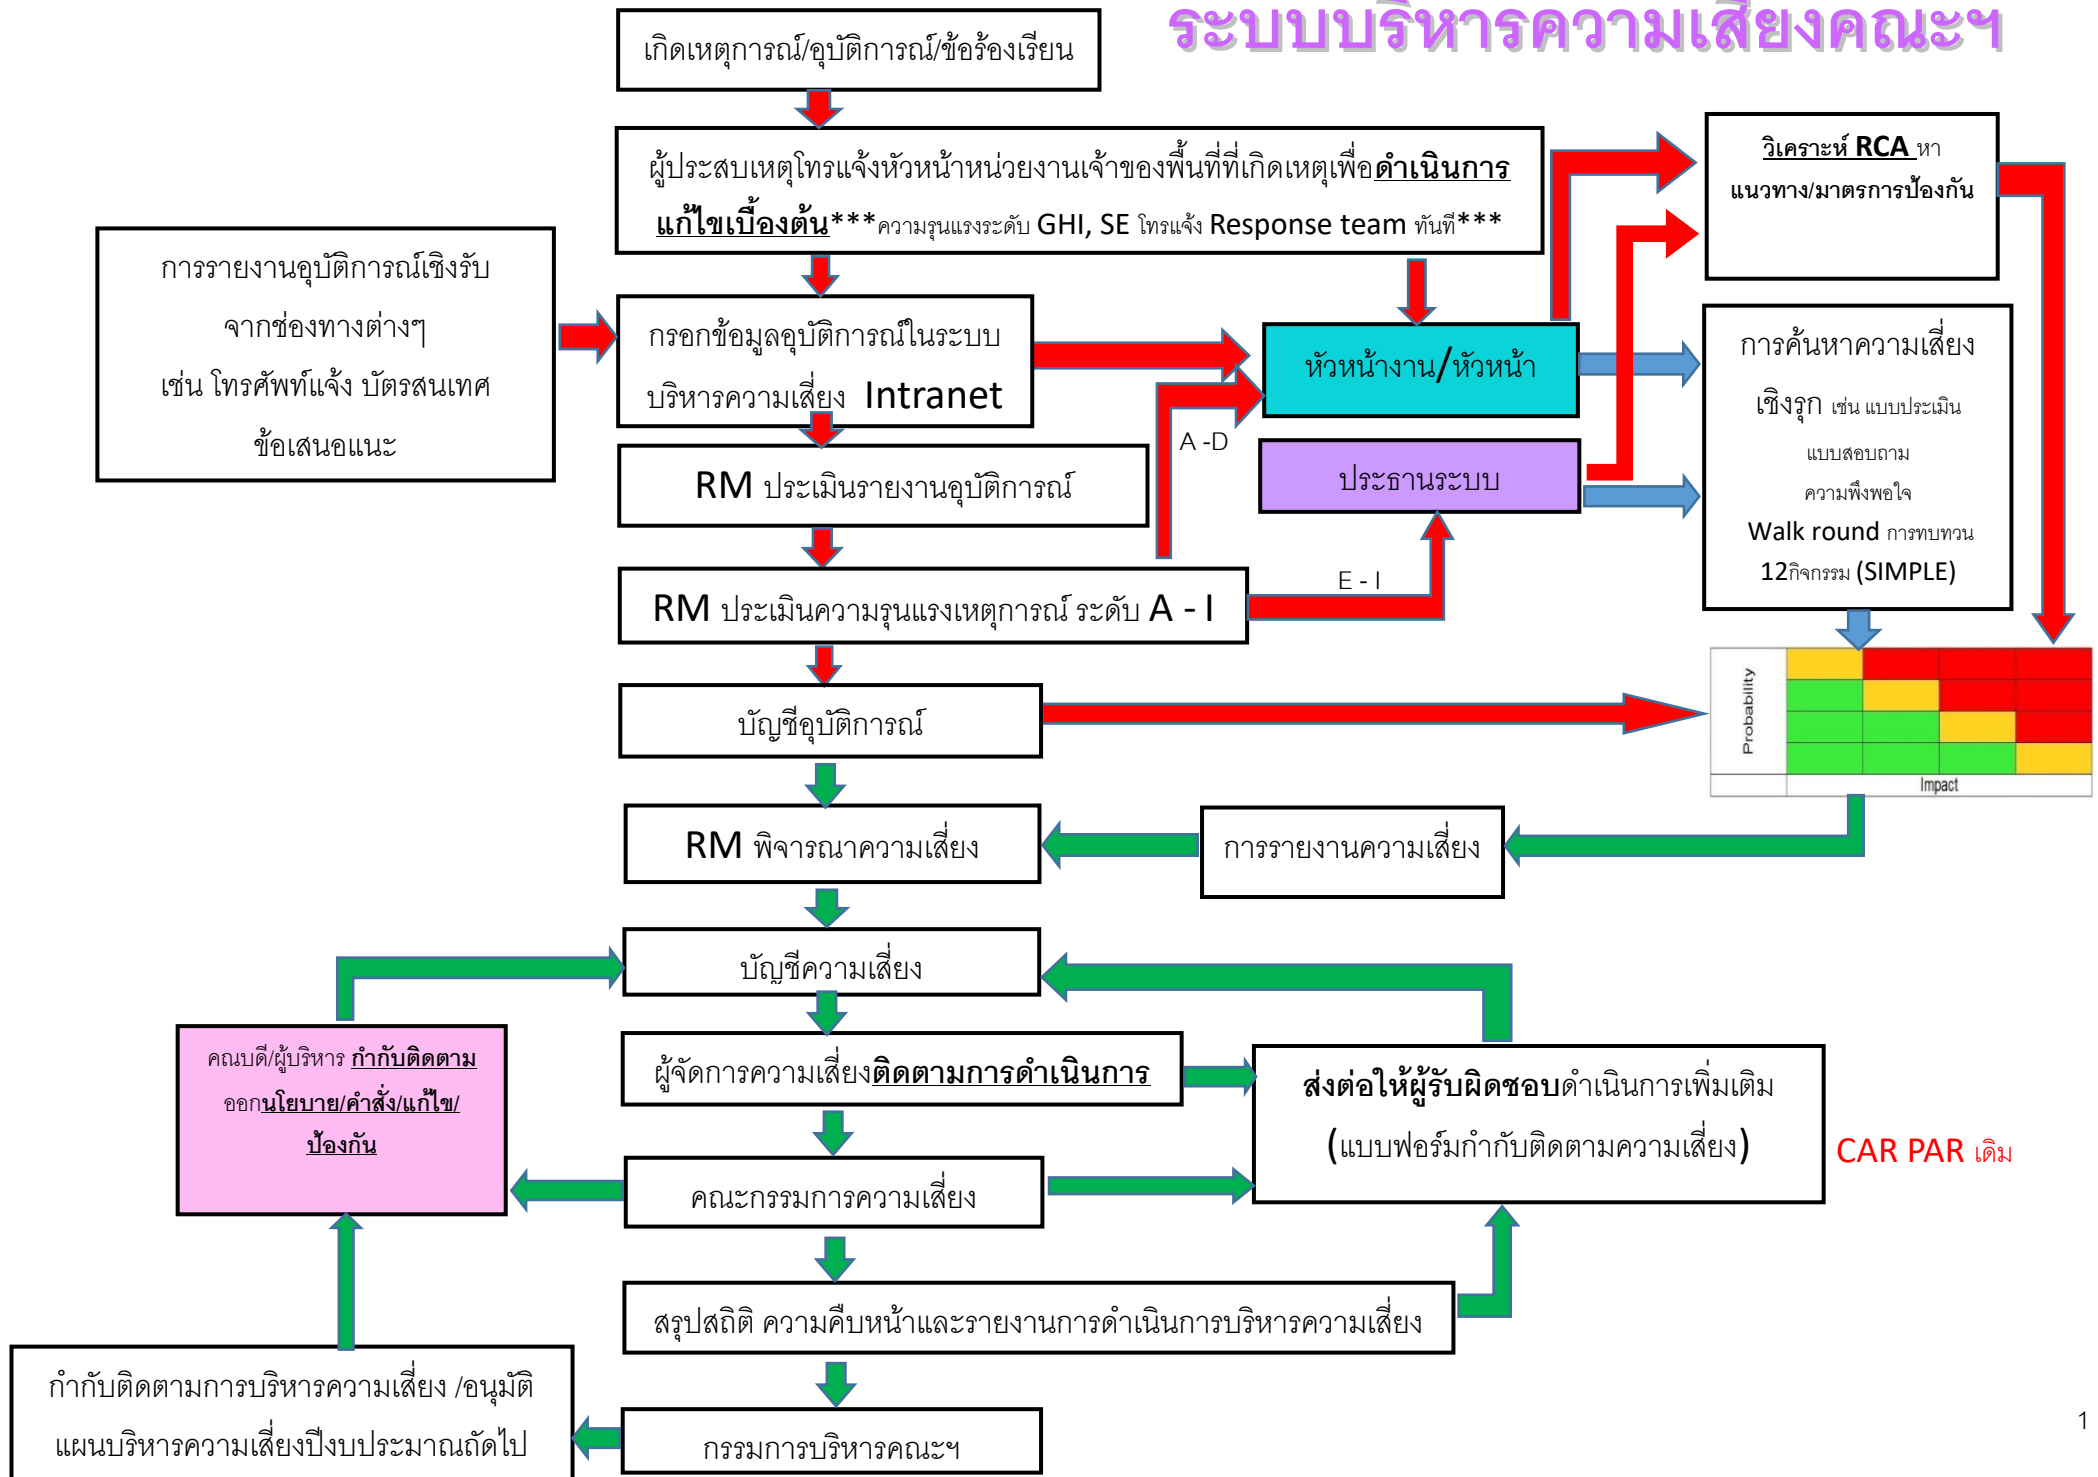 ระบบบริหารความเสี่ยงคณะฯ
เกิดเหตุการณ์/อุบัติการณ์/ข้อร้องเรียน
ผู้ประสบเหตุโทรแจ้งหัวหน้าหน่วยงานเจ้าของพื้นที่ที่เกิดเหตุเพื่อดำเนินการ
แก้ไขเบื้องต้น***ความรุนแรงระดับ GHI, SE โทรแจ้ง Response team ทันที***
วิเคราะห์ RCA หา
แนวทาง/มาตรการป้องกัน
การรายงานอุบัติการณ์เชิงรับ
จากช่องทางต่างๆ
เช่น โทรศัพท์แจ้ง บัตรสนเทศ
ข้อเสนอแนะ
กรอกข้อมูลอุบัติการณ์ในระบบ
บริหารความเสี่ยง Intranet
หัวหน้างาน/หัวหน้า
การค้นหาความเสี่ยง
เชิงรุก เช่น แบบประเมิน
แบบสอบถาม
ความพึงพอใจ
Walk round การทบทวน
12กิจกรรม (SIMPLE)
A -D
RM ประเมินรายงานอุบัติการณ์
ประธานระบบ
E - I
RM ประเมินความรุนแรงเหตุการณ์ ระดับ A - I
บัญชีอุบัติการณ์
Probability
Impact
RM พิจารณาความเสี่ยง
การรายงานความเสี่ยง
บัญชีความเสี่ยง
คณบดี/ผู้บริหาร กำกับติดตาม
ออกนโยบาย/คำสั่ง/แก้ไข/
ป้องกัน
ผู้จัดการความเสี่ยงติดตามการดำเนินการ
ส่งต่อให้ผู้รับผิดชอบดำเนินการเพิ่มเติม
(แบบฟอร์มกำกับติดตามความเสี่ยง)
CAR PAR เดิม
คณะกรรมการความเสี่ยง
สรุปสถิติ ความคืบหน้าและรายงานการดำเนินการบริหารความเสี่ยง
กำกับติดตามการบริหารความเสี่ยง /อนุมัติ
แผนบริหารความเสี่ยงปีงบประมาณถัดไป
กรรมการบริหารคณะฯ
1